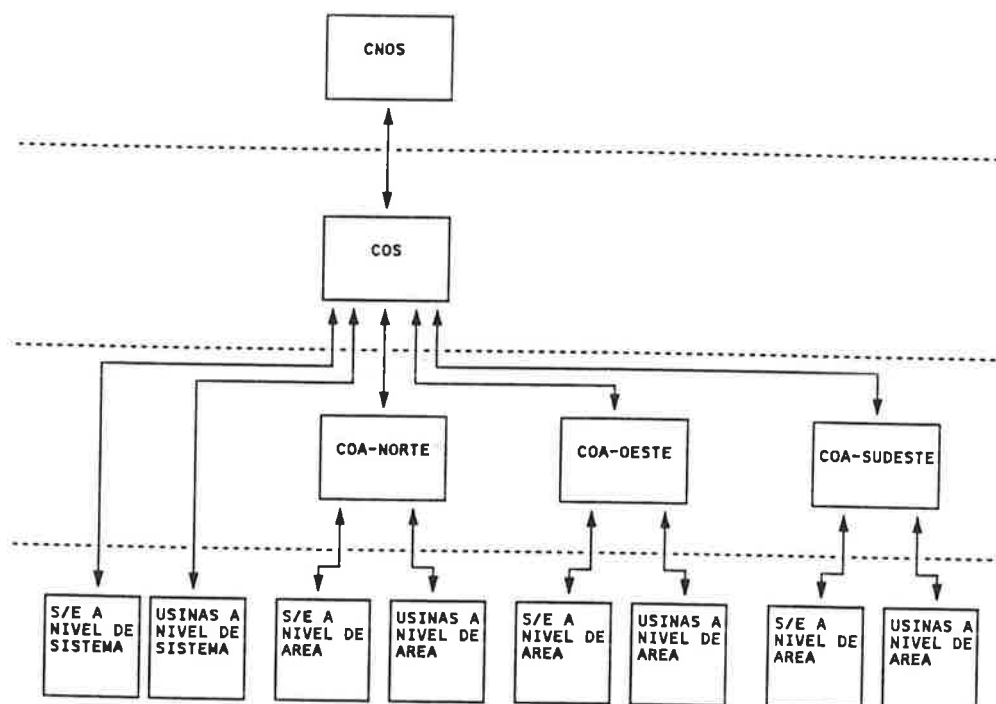 CNOS
COS
COA-NORTE
COA-OESTE
COA-SUDESTE
S/E A
NIVEL DE
SISTEMA
USINAS A
NIVEL DE
SISTEMA
S/E A
NIVEL DE
AREA
USINAS A
NIVEL DE
AREA
S/E A
NIVEL DE
AREA
USINAS A
NIVEL DE
AREA
S/E A
NIVEL DE
AREA
USINAS A
NIVEL DE
AREA